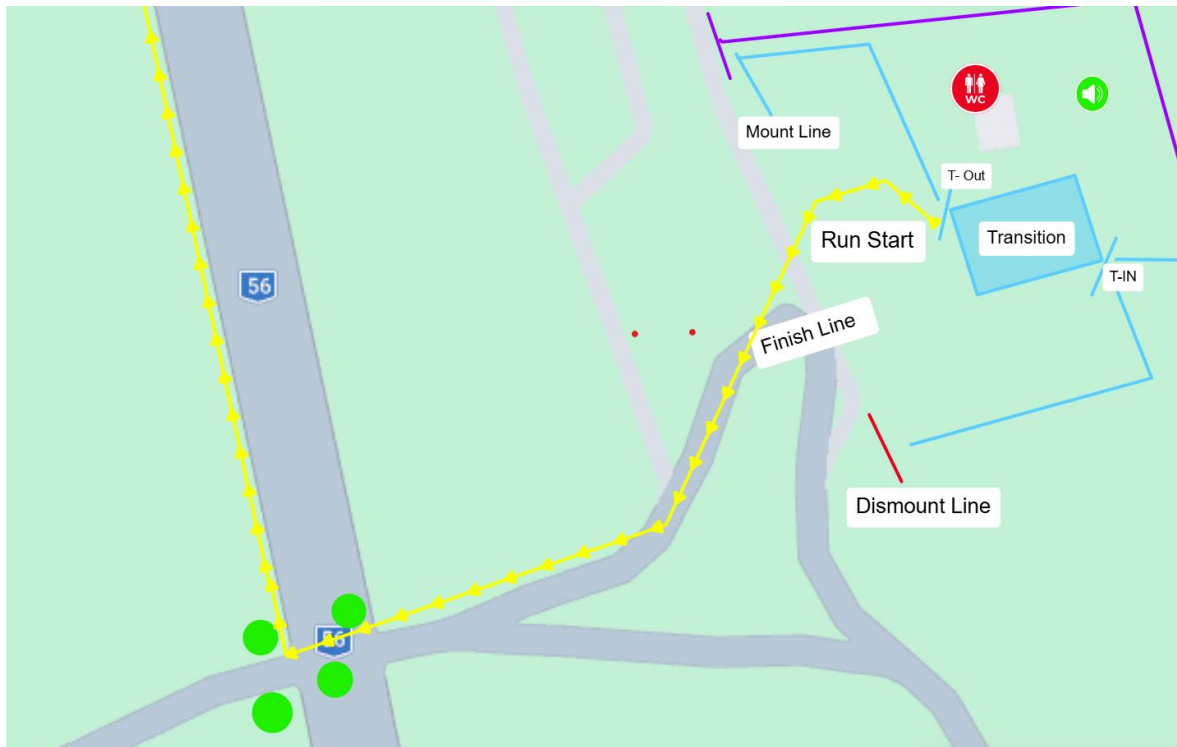 WC
Mount Line
T- Out
Run Start
Transition
T-IN
56
Finish Line
Dismount Line
56